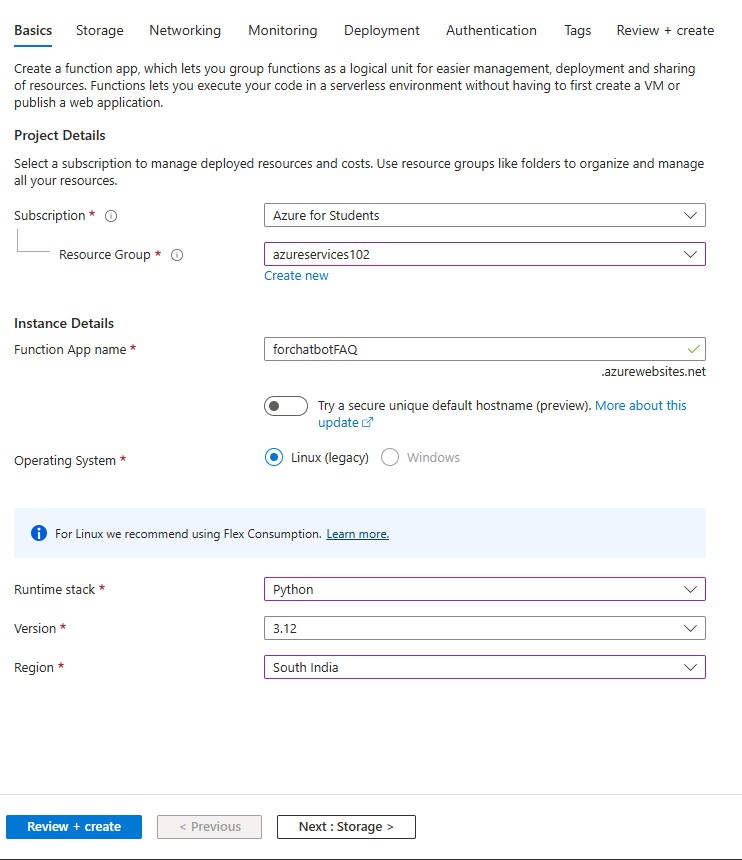 Basics Storage Networking Monitoring Deployment Authentication Tags Review + create
Create a function app, which lets you group functions as a logical unit for easier management, deployment and sharing
of resources. Functions lets you execute your code in a serverless environment without having to first create a VM or
publish a web application.
Project Details
Select a subscription to manage deployed resources and costs. Use resource groups like folders to organize and manage
all your resources.
Subscription * Azure for Students
Resource Group * azureservices102
Create new
Instance Details
Function App name * forchatbotFAQ
.azurewebsites.net
Try a secure unique default hostname (preview). More about this
update
Operating System * Linux (legacy) Windows
For Linux we recommend using Flex Consumption. Learn more.
Runtime stack * Python
Version * 3.12
Region * South India
Review + create < Previous Next : Storage >